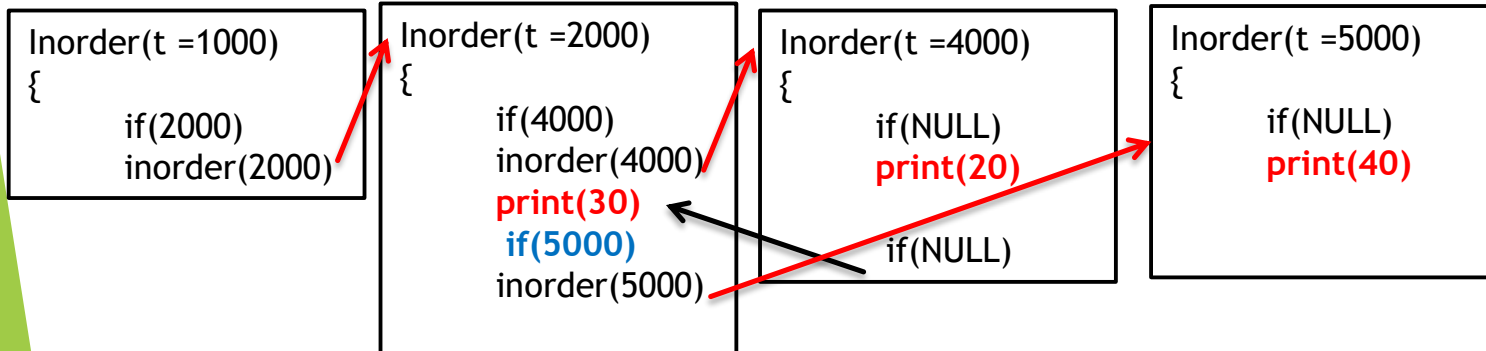 Inorder(t =1000)
{
if(2000)
inorder(2000)
Inorder(t =2000)
{
if(4000)
inorder(4000)
print(30)
if(5000)
inorder(5000)
Inorder(t =4000)
{
if(NULL)
print(20)
if(NULL)
Inorder(t =5000)
{
if(NULL)
print(40)